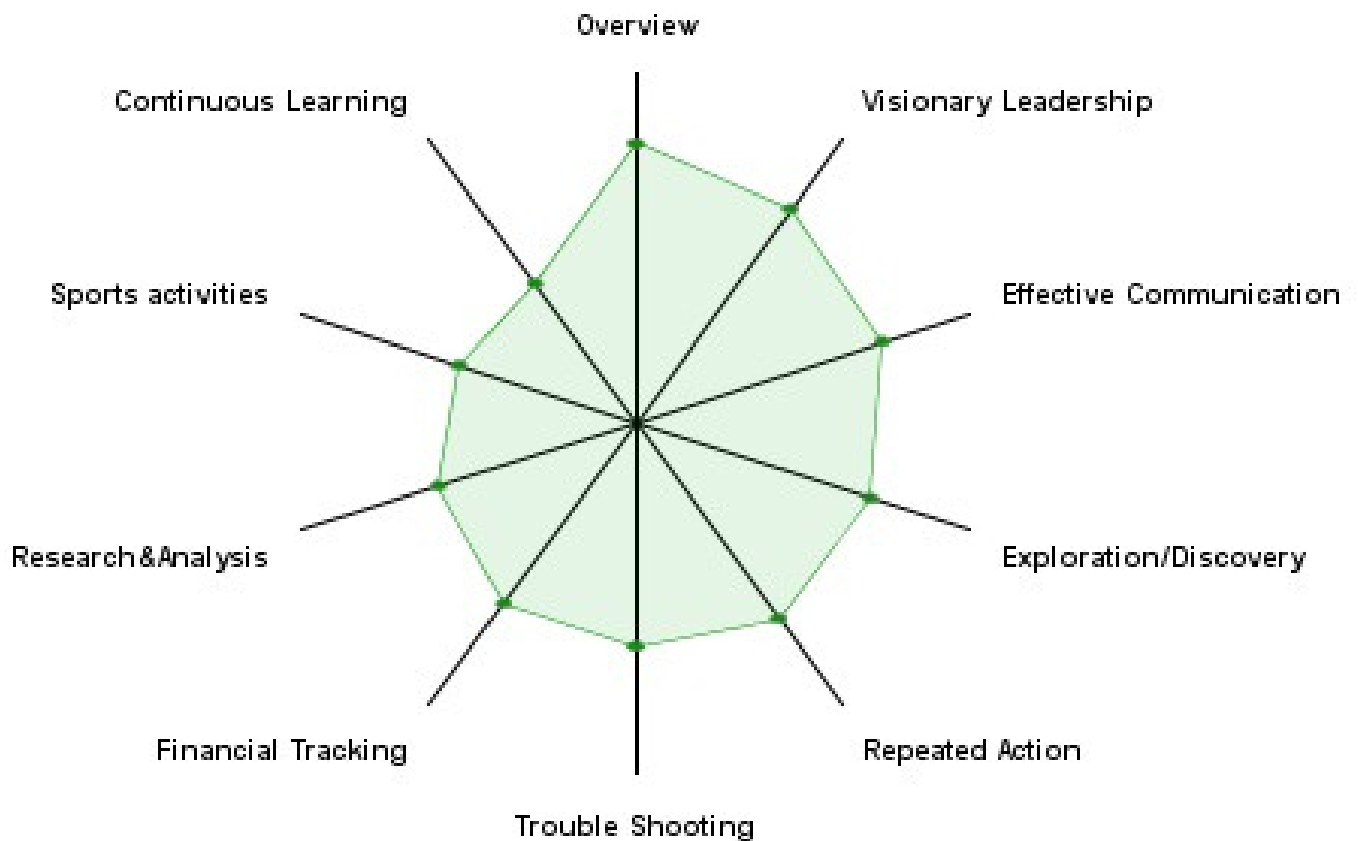 Overview
Continuous Learning
Visionary Leadership
Sports activities
Effective Communication
Research&Analysis
Exploration/Discovery
Financial Tracking
Repeated Action
Trouble Shooting